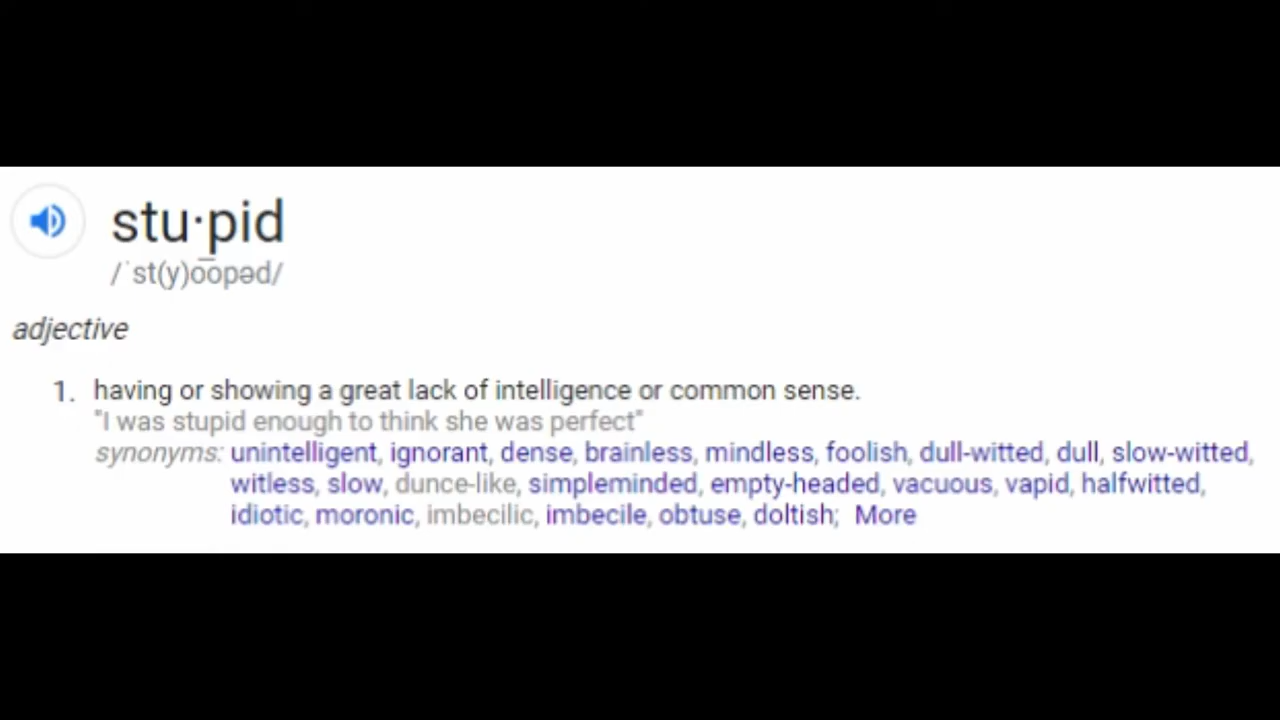 stu·pid
/ˈst(y)o͞opəd/
adjective
1. having or showing a great lack of intelligence or common sense.
"I was stupid enough to think she was perfect"
synonyms: unintelligent, ignorant, dense, brainless, mindless, foolish, dull-witted, dull, slow-witted,
witless, slow, dunce-like, simpleminded, empty-headed, vacuous, vapid, halfwitted,
idiotic, moronic, imbecilic, imbecile, obtuse, doltish; More